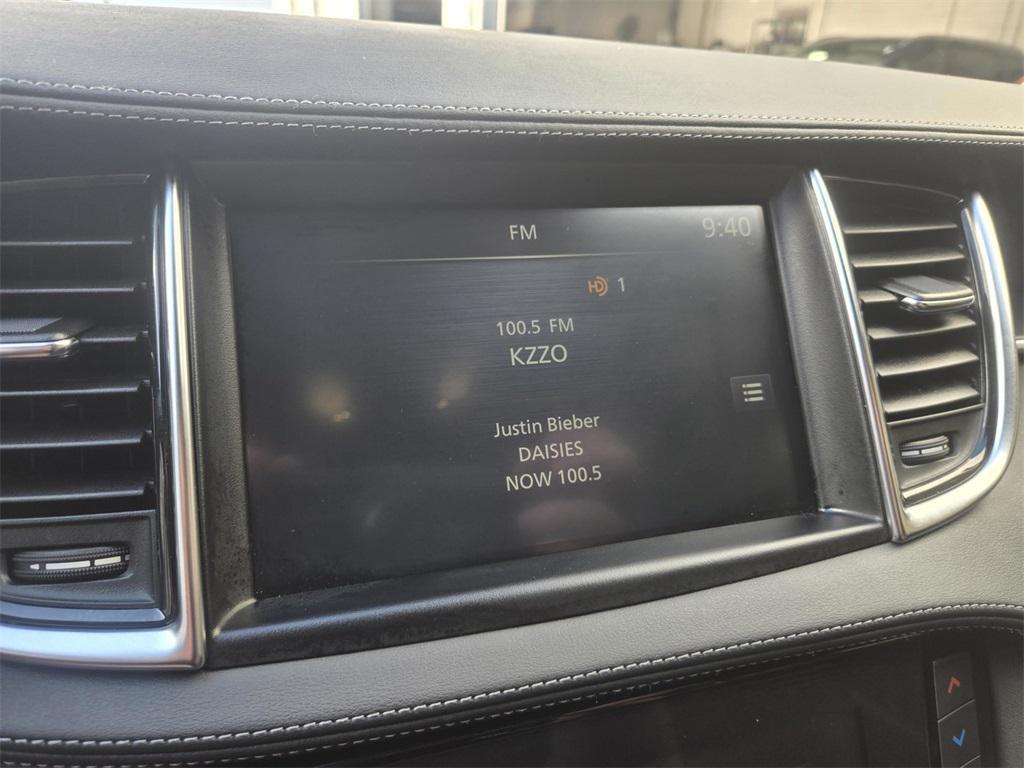 FM
9:40
HD 1
100.5 FM
KZZO
Justin Bieber
DAISIES
NOW 100.5